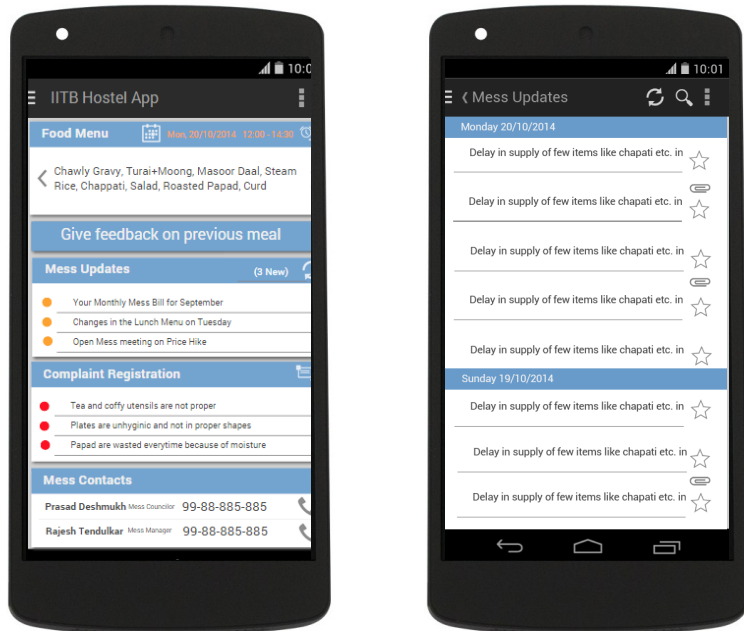 10:0
IITB Hostel App
Food Menu
Mon, 20/10/2014 12:00 - 14:30
Chawly Gravy, Turai+Moong, Masoor Daal, Steam
Rice, Chappati, Salad, Roasted Papad, Curd
Give feedback on previous meal
Mess Updates (3 New)
Your Monthly Mess Bill for September
Changes in the Lunch Menu on Tuesday
Open Mess meeting on Price Hike
Complaint Registration
Tea and coffy utensils are not proper
Plates are unhyginic and not in proper shapes
Papad are wasted everytime because of moisture
Mess Contacts
Prasad Deshmukh Mess Councilor 99-88-885-885
Rajesh Tendulkar Mess Manager 99-88-885-885
10:01
Mess Updates
Monday 20/10/2014
Delay in supply of few items like chapati etc. in
Delay in supply of few items like chapati etc. in
Delay in supply of few items like chapati etc. in
Delay in supply of few items like chapati etc. in
Delay in supply of few items like chapati etc. in
Sunday 19/10/2014
Delay in supply of few items like chapati etc. in
Delay in supply of few items like chapati etc. in
Delay in supply of few items like chapati etc. in